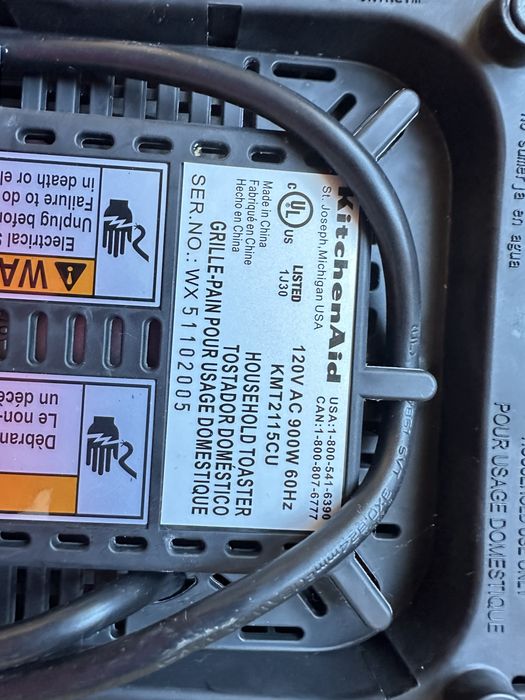 KitchenAid
St. Joseph, Michigan USA
USA:1-800-541-6390
CAN:1-800-807-6777
C UL US
LISTED
1J30
120V AC 900W 60Hz
KMT2115CU
Made in China
Fabriqué en Chine
Hecho en China
HOUSEHOLD TOASTER
TOSTADOR DOMÉSTICO
GRILLE-PAIN POUR USAGE DOMESTIQUE
SER.NO.: WX 51102005
WA
Electrical S
Unplug befor
Failure to do
in death or el
Débran
Le non-
un décè
POUR USAGE DOMESTIQUE